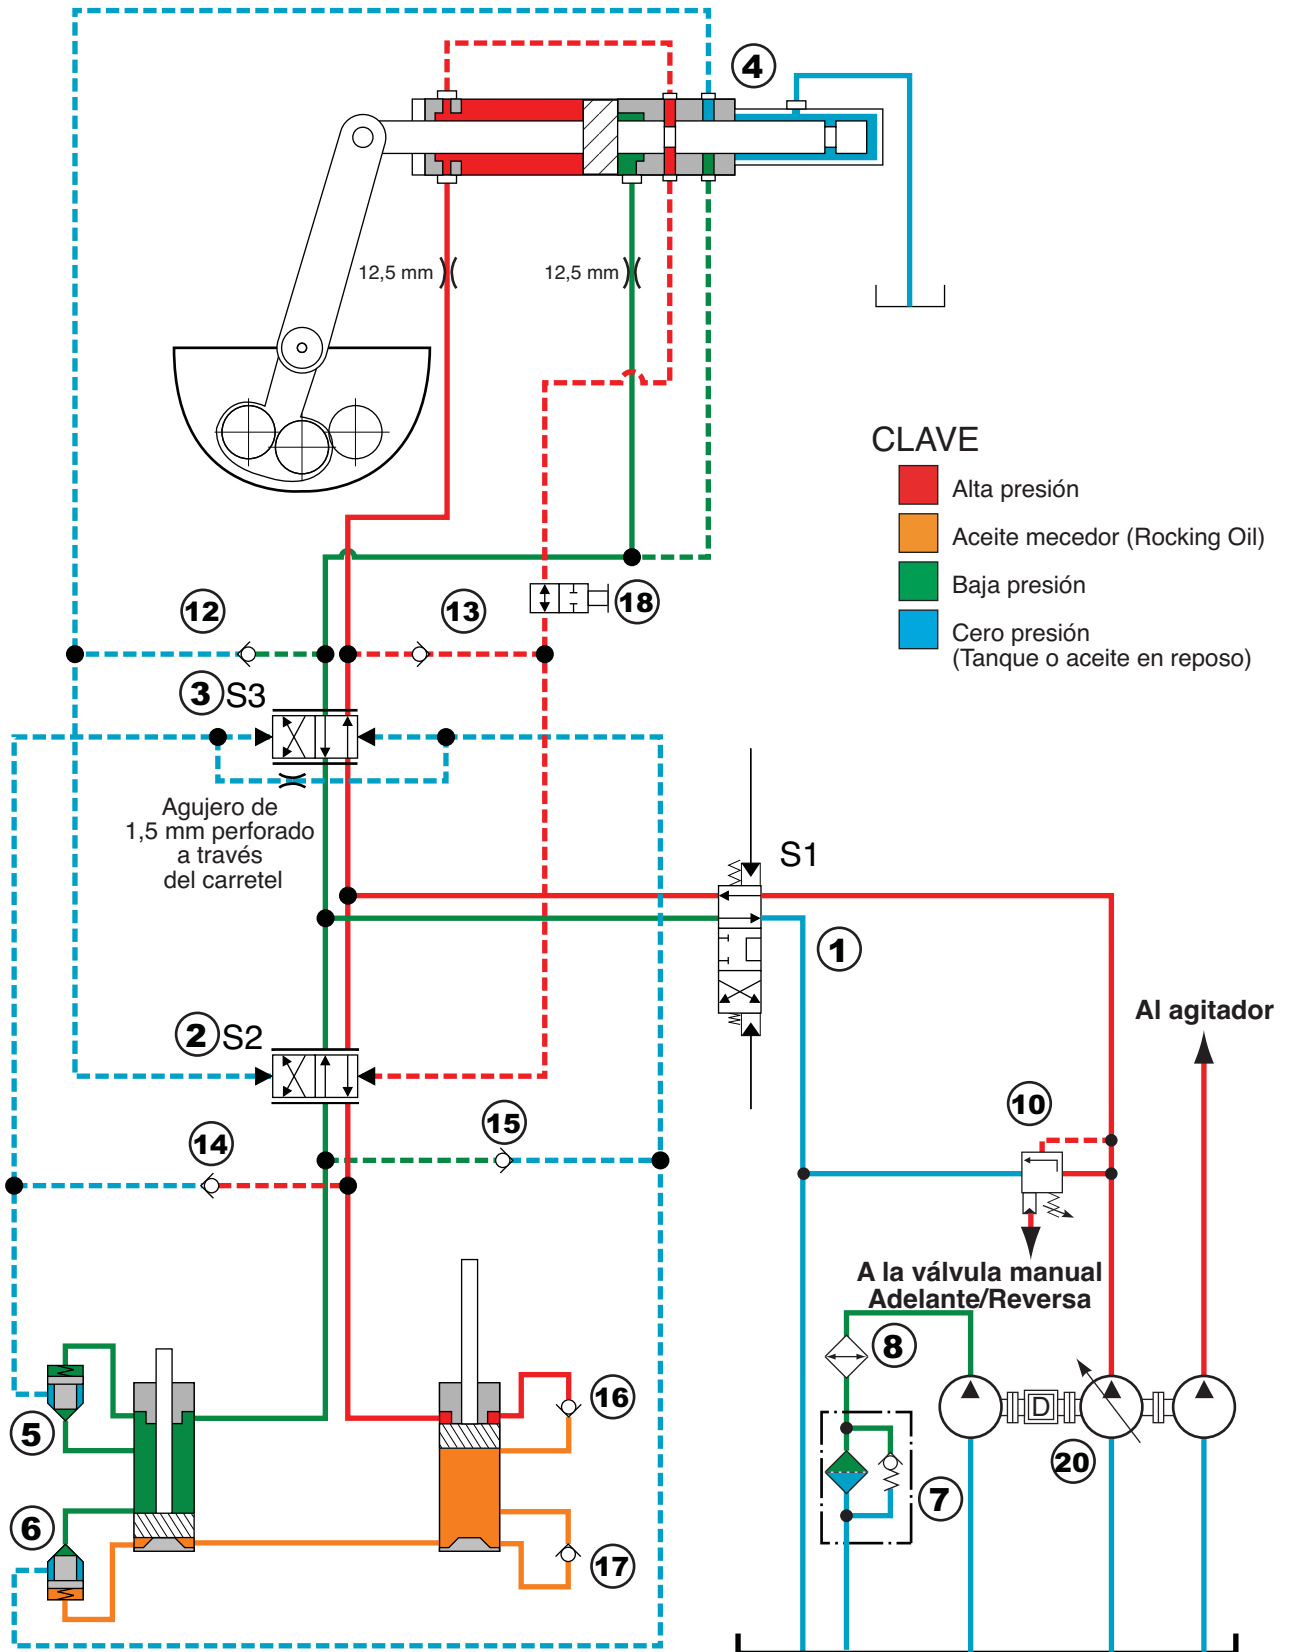 4
12,5 mm
12,5 mm
CLAVE
Alta presión
Aceite mecedor (Rocking Oil)
Baja presión
Cero presión
(Tanque o aceite en reposo)
18
12
13
3 S3
Agujero de
1,5 mm perforado
a través
del carretel
S1
1
2 S2
Al agitador
10
15
14
A la válvula manual
Adelante/Reversa
8
16
5
D
20
7
6
17